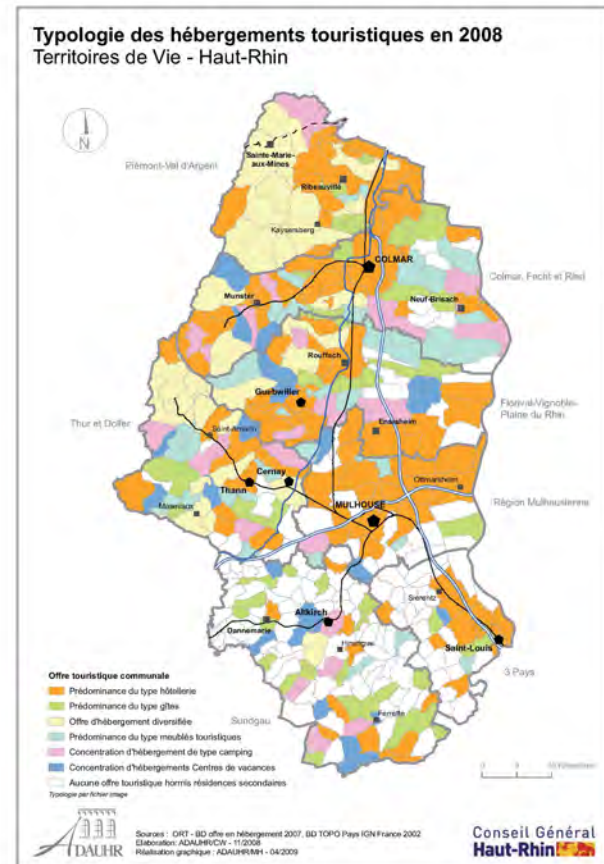 Typologie des hébergements touristiques en 2008
Territoires de Vie - Haut-Rhin
N
Sainte-Marie-
aux-Mines
Piémont-Val d'Argent
Ribeauvillé
Kaysersberg
COLMAR
Colmar, Fecht et Ried
Munster
Neuf-Brisach
Rouffach
Guebwiller
Florival-Vignoble-
Plaine du Rhin
Thur et Doller
Saint-Amarin
Ensisheim
Cernay
Thann
Ottmarsheim
Région Mulhousienne
Masevaux
MULHOUSE
Sierentz
Altkirch
Dannemarie
Hirsingue
Saint-Louis
3 Pays
Sundgau
Ferrette
Offre touristique communale
Prédominance du type hôtellerie
Prédominance du type gîtes
Offre d'hébergement diversifiée
Prédominance du type meublés touristiques
Concentration d'hébergement de type camping
Concentration d'hébergements Centres de vacances
Aucune offre touristique hormis résidences secondaires
Typologie par fichier image
0 5 10 Kilomètres
ADAUHR
Sources : ORT - BD offre en hébergement 2007, BD TOPO Pays IGN France 2002
Elaboration: ADAUHR/CW - 11/2008
Réalisation graphique : ADAUHR/MH - 04/2009
Conseil Général
Haut-Rhin